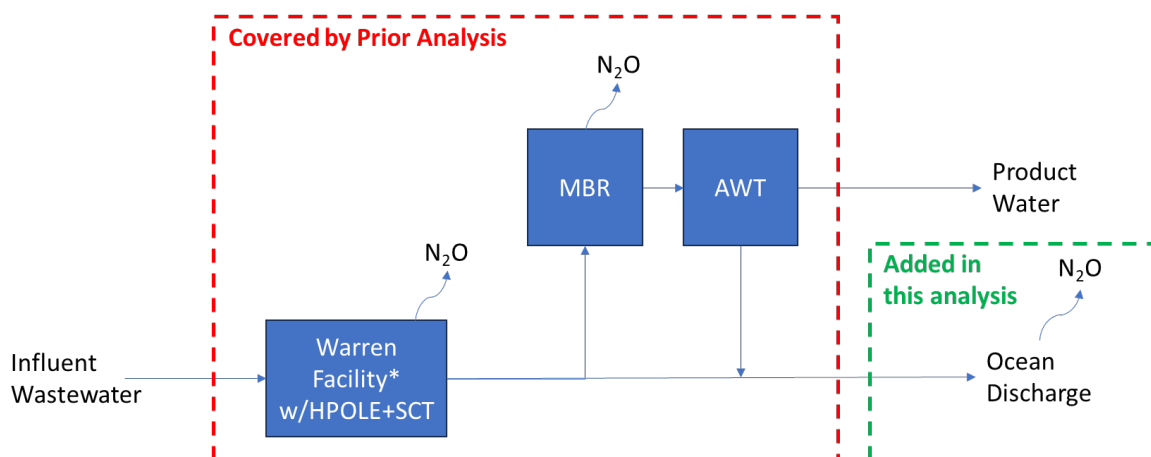 Covered by Prior Analysis
N₂O
MBR
AWT
Product
Water
N₂O
Added in
this analysis
N₂O
Influent
Wastewater
Warren
Facility*
w/HPOLE+SCT
Ocean
Discharge